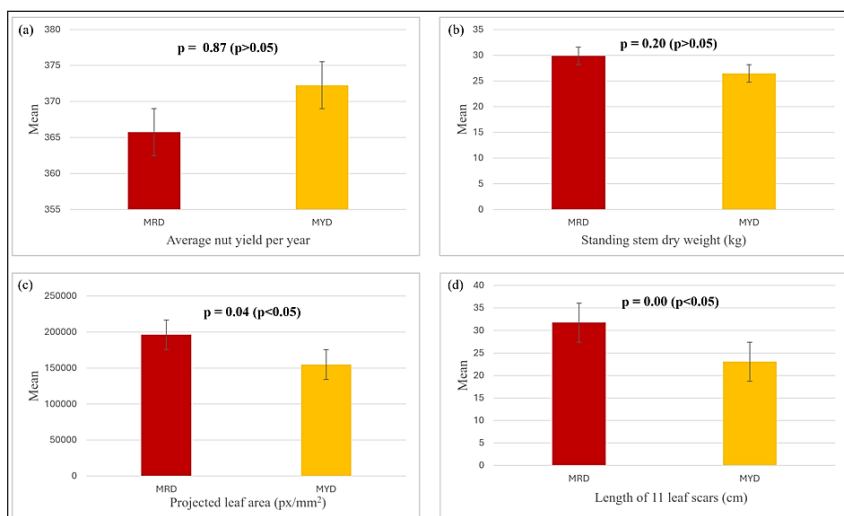 (a)
p = 0.87 (p>0.05)
380
375
370
365
360
355
Mean
MRD
MYD
Average nut yield per year
(b)
p = 0.20 (p>0.05)
35
30
25
20
15
10
5
0
Mean
MRD
MYD
Standing stem dry weight (kg)
(c)
p = 0.04 (p<0.05)
250000
200000
150000
100000
50000
0
Mean
MRD
MYD
Projected leaf area (px/mm²)
(d)
p = 0.00 (p<0.05)
40
35
30
25
20
15
10
5
0
Mean
MRD
MYD
Length of 11 leaf scars (cm)